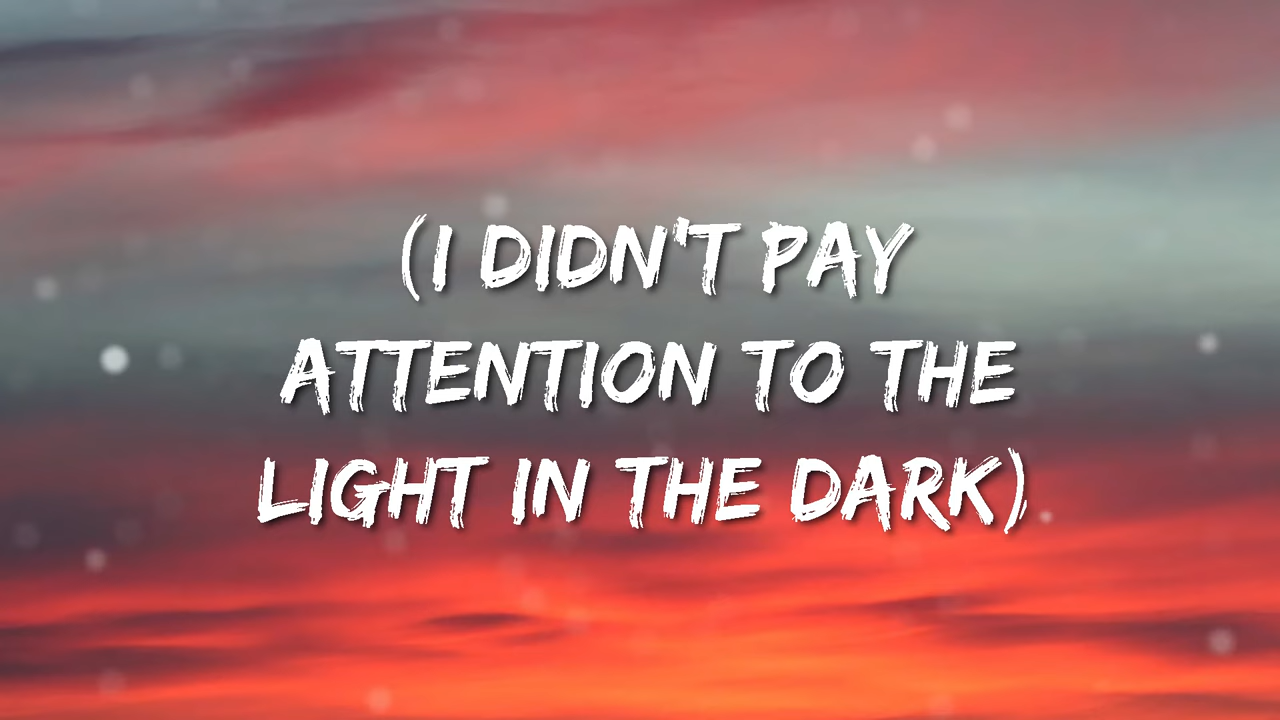 (I DIDN'T PAY
ATTENTION TO THE
LIGHT IN THE DARK)